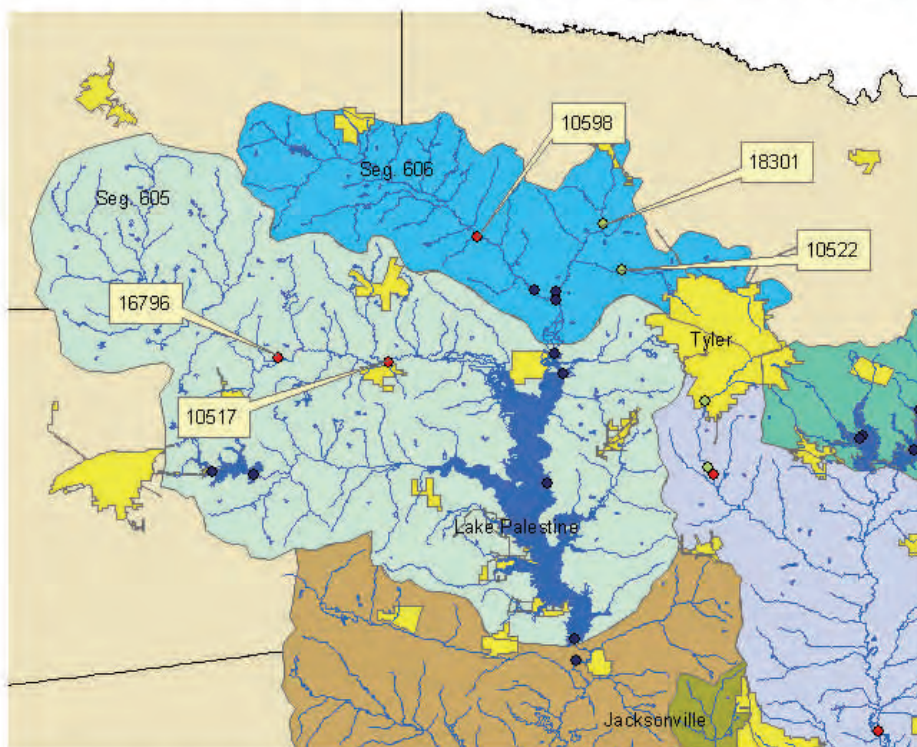 10598
18301
Seg. 606
Seg. 605
10522
16796
Tyler
10517
Lake Palestine
Jacksonville